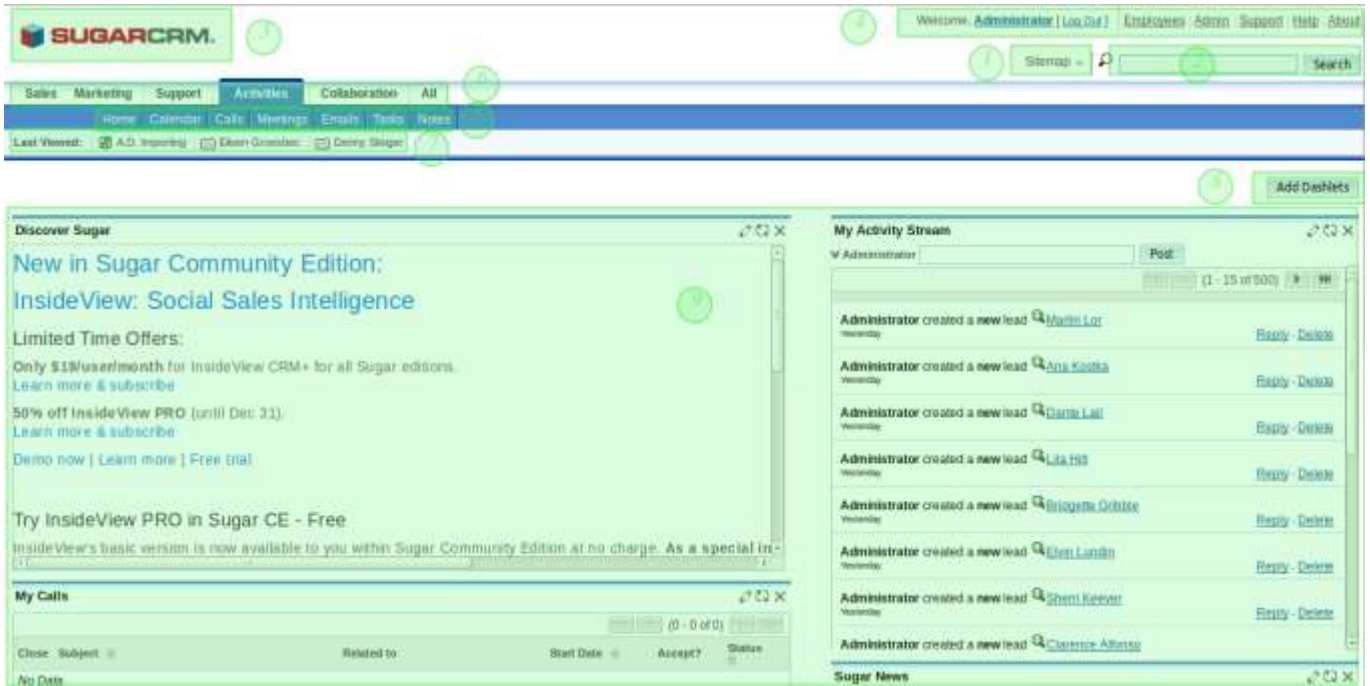 SUGARCRM.
Welcome, Administrator [ Log Out ] Employees Admin Support Help About
Sitemap
Search
Sales Marketing Support Activities Collaboration All
Home Calendar Calls Meetings Emails Tasks Notes
Last Viewed: A.D. Importing
Add Dashlets
Discover Sugar
New in Sugar Community Edition:
InsideView: Social Sales Intelligence
Limited Time Offers:
Only $19/user/month for InsideView CRM+ for all Sugar editions.
Learn more & subscribe
50% off InsideView PRO (until Dec 31).
Learn more & subscribe
Demo now | Learn more | Free trial
Try InsideView PRO in Sugar CE - Free
InsideView's basic version is now available to you within Sugar Community Edition at no charge. As a special in
My Calls
(0 - 0 of 0)
Close Subject Related to Start Date Accept? Status
No Data
My Activity Stream
Administrator Post
(1 - 15 of 500)
Administrator created a new lead Martin Lor
Yesterday Reply - Delete
Administrator created a new lead Ana Kostka
Yesterday Reply - Delete
Administrator created a new lead Dante Lall
Yesterday Reply - Delete
Administrator created a new lead Lila Hitt
Yesterday Reply - Delete
Administrator created a new lead Bridgette
Yesterday Reply - Delete
Administrator created a new lead Elvin Lundin
Yesterday Reply - Delete
Administrator created a new lead Sherri Keever
Yesterday Reply - Delete
Administrator created a new lead Clarence Alfonso
Sugar News